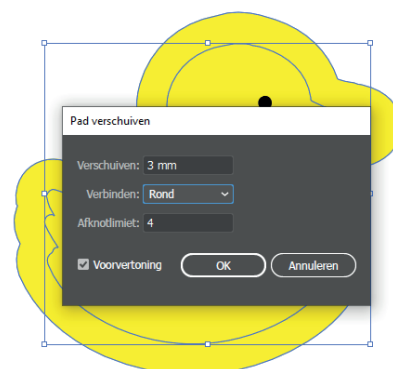 Pad verschuiven
Verschuiven: 3 mm
Verbinden: Rond
Afknotlimiet: 4
Voorvertoning OK Annuleren